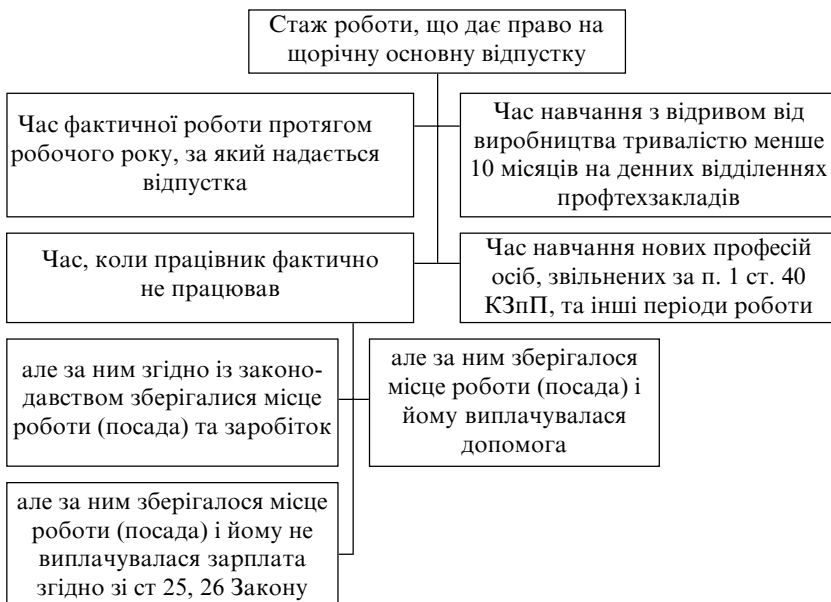 Стаж роботи, що дає право на
щорічну основну відпустку
Час фактичної роботи протягом
робочого року, за який надається
відпустка
Час навчання з відривом від
виробництва тривалістю менше
10 місяців на денних відділеннях
профтехзакладів
Час, коли працівник фактично
не працював
Час навчання нових професій
осіб, звільнених за п. 1 ст. 40
КЗпП, та інші періоди роботи
але за ним згідно із законо-
давством зберігалися місце
роботи (посада) та заробіток
але за ним зберігалося
місце роботи (посада) і
йому виплачувалася
допомога
але за ним зберігалося місце
роботи (посада) і йому не
виплачувалася зарплата
згідно зі ст 25, 26 Закону